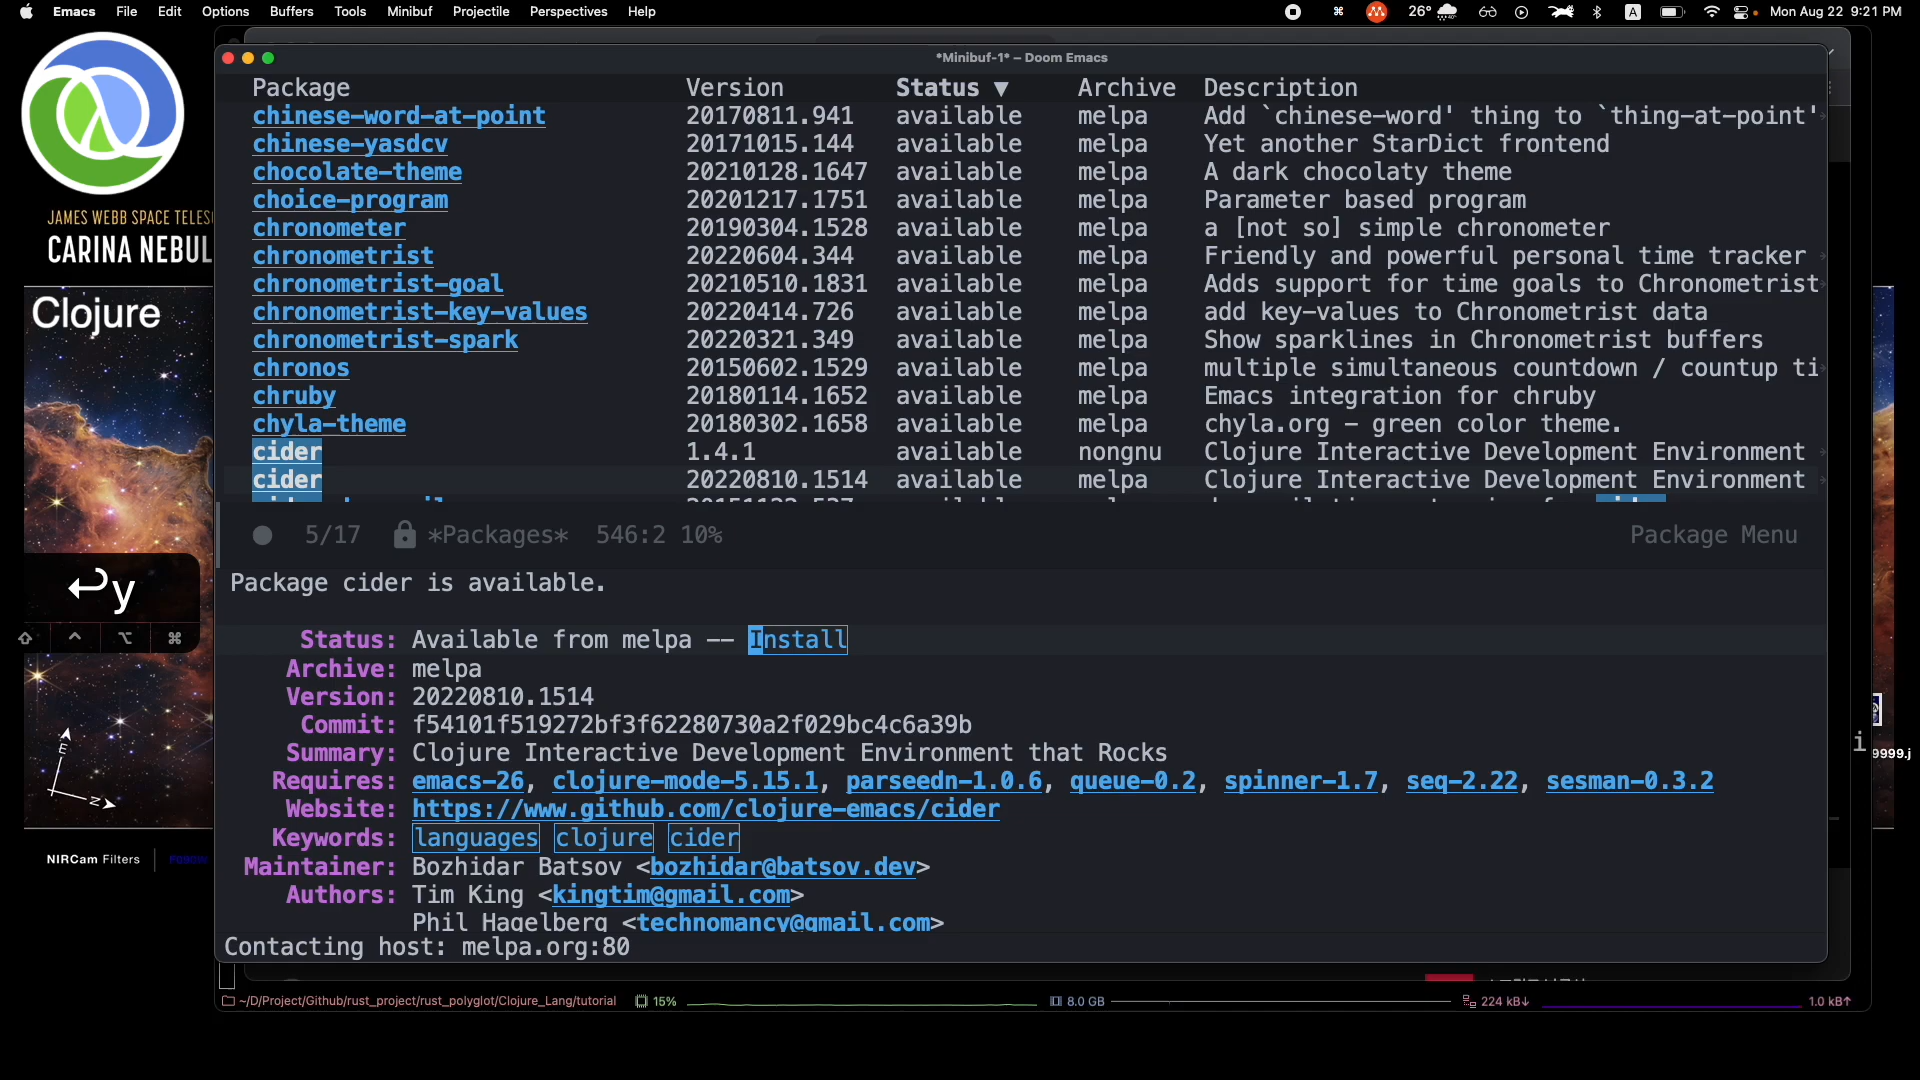 Emacs File Edit Options Buffers Tools Minibuf Projectile Perspectives Help 26° A Mon Aug 22 9:21 PM
*Minibuf-1* – Doom Emacs
Package Version Status ▼ Archive Description
chinese-word-at-point 20170811.941 available melpa Add `chinese-word' thing to `thing-at-point'
chinese-yasdcv 20171015.144 available melpa Yet another StarDict frontend
chocolate-theme 20210128.1647 available melpa A dark chocolaty theme
choice-program 20201217.1751 available melpa Parameter based program
chronometer 20190304.1528 available melpa a [not so] simple chronometer
chronometrist 20220604.344 available melpa Friendly and powerful personal time tracker
chronometrist-goal 20210510.1831 available melpa Adds support for time goals to Chronometrist
chronometrist-key-values 20220414.726 available melpa add key-values to Chronometrist data
chronometrist-spark 20220321.349 available melpa Show sparklines in Chronometrist buffers
chronos 20150602.1529 available melpa multiple simultaneous countdown / countup ti
chruby 20180114.1652 available melpa Emacs integration for chruby
chyla-theme 20180302.1658 available melpa chyla.org - green color theme.
cider 1.4.1 available nongnu Clojure Interactive Development Environment
cider 20220810.1514 available melpa Clojure Interactive Development Environment
5/17 *Packages* 546:2 10% Package Menu
Package cider is available.
Status: Available from melpa -- Install
Archive: melpa
Version: 20220810.1514
Commit: f54101f519272bf3f62280730a2f029bc4c6a39b
Summary: Clojure Interactive Development Environment that Rocks
Requires: emacs-26, clojure-mode-5.15.1, parseedn-1.0.6, queue-0.2, spinner-1.7, seq-2.22, sesman-0.3.2
Website: https://www.github.com/clojure-emacs/cider
Keywords: languages clojure cider
Maintainer: Bozhidar Batsov <bozhidar@batsov.dev>
Authors: Tim King <kingtim@gmail.com>
Phil Hagelberg <technomancy@gmail.com>
Contacting host: melpa.org:80
~/D/Project/Github/rust_project/rust_polyglot/Clojure_Lang/tutorial 15% 8.0 GB 224 kB↓ 1.0 kB↑
JAMES WEBB SPACE TELES
CARINA NEBUL
Clojure
↩y
⇧ ^ ⌥ ⌘
E
N
NIRCam Filters
i
9999.j